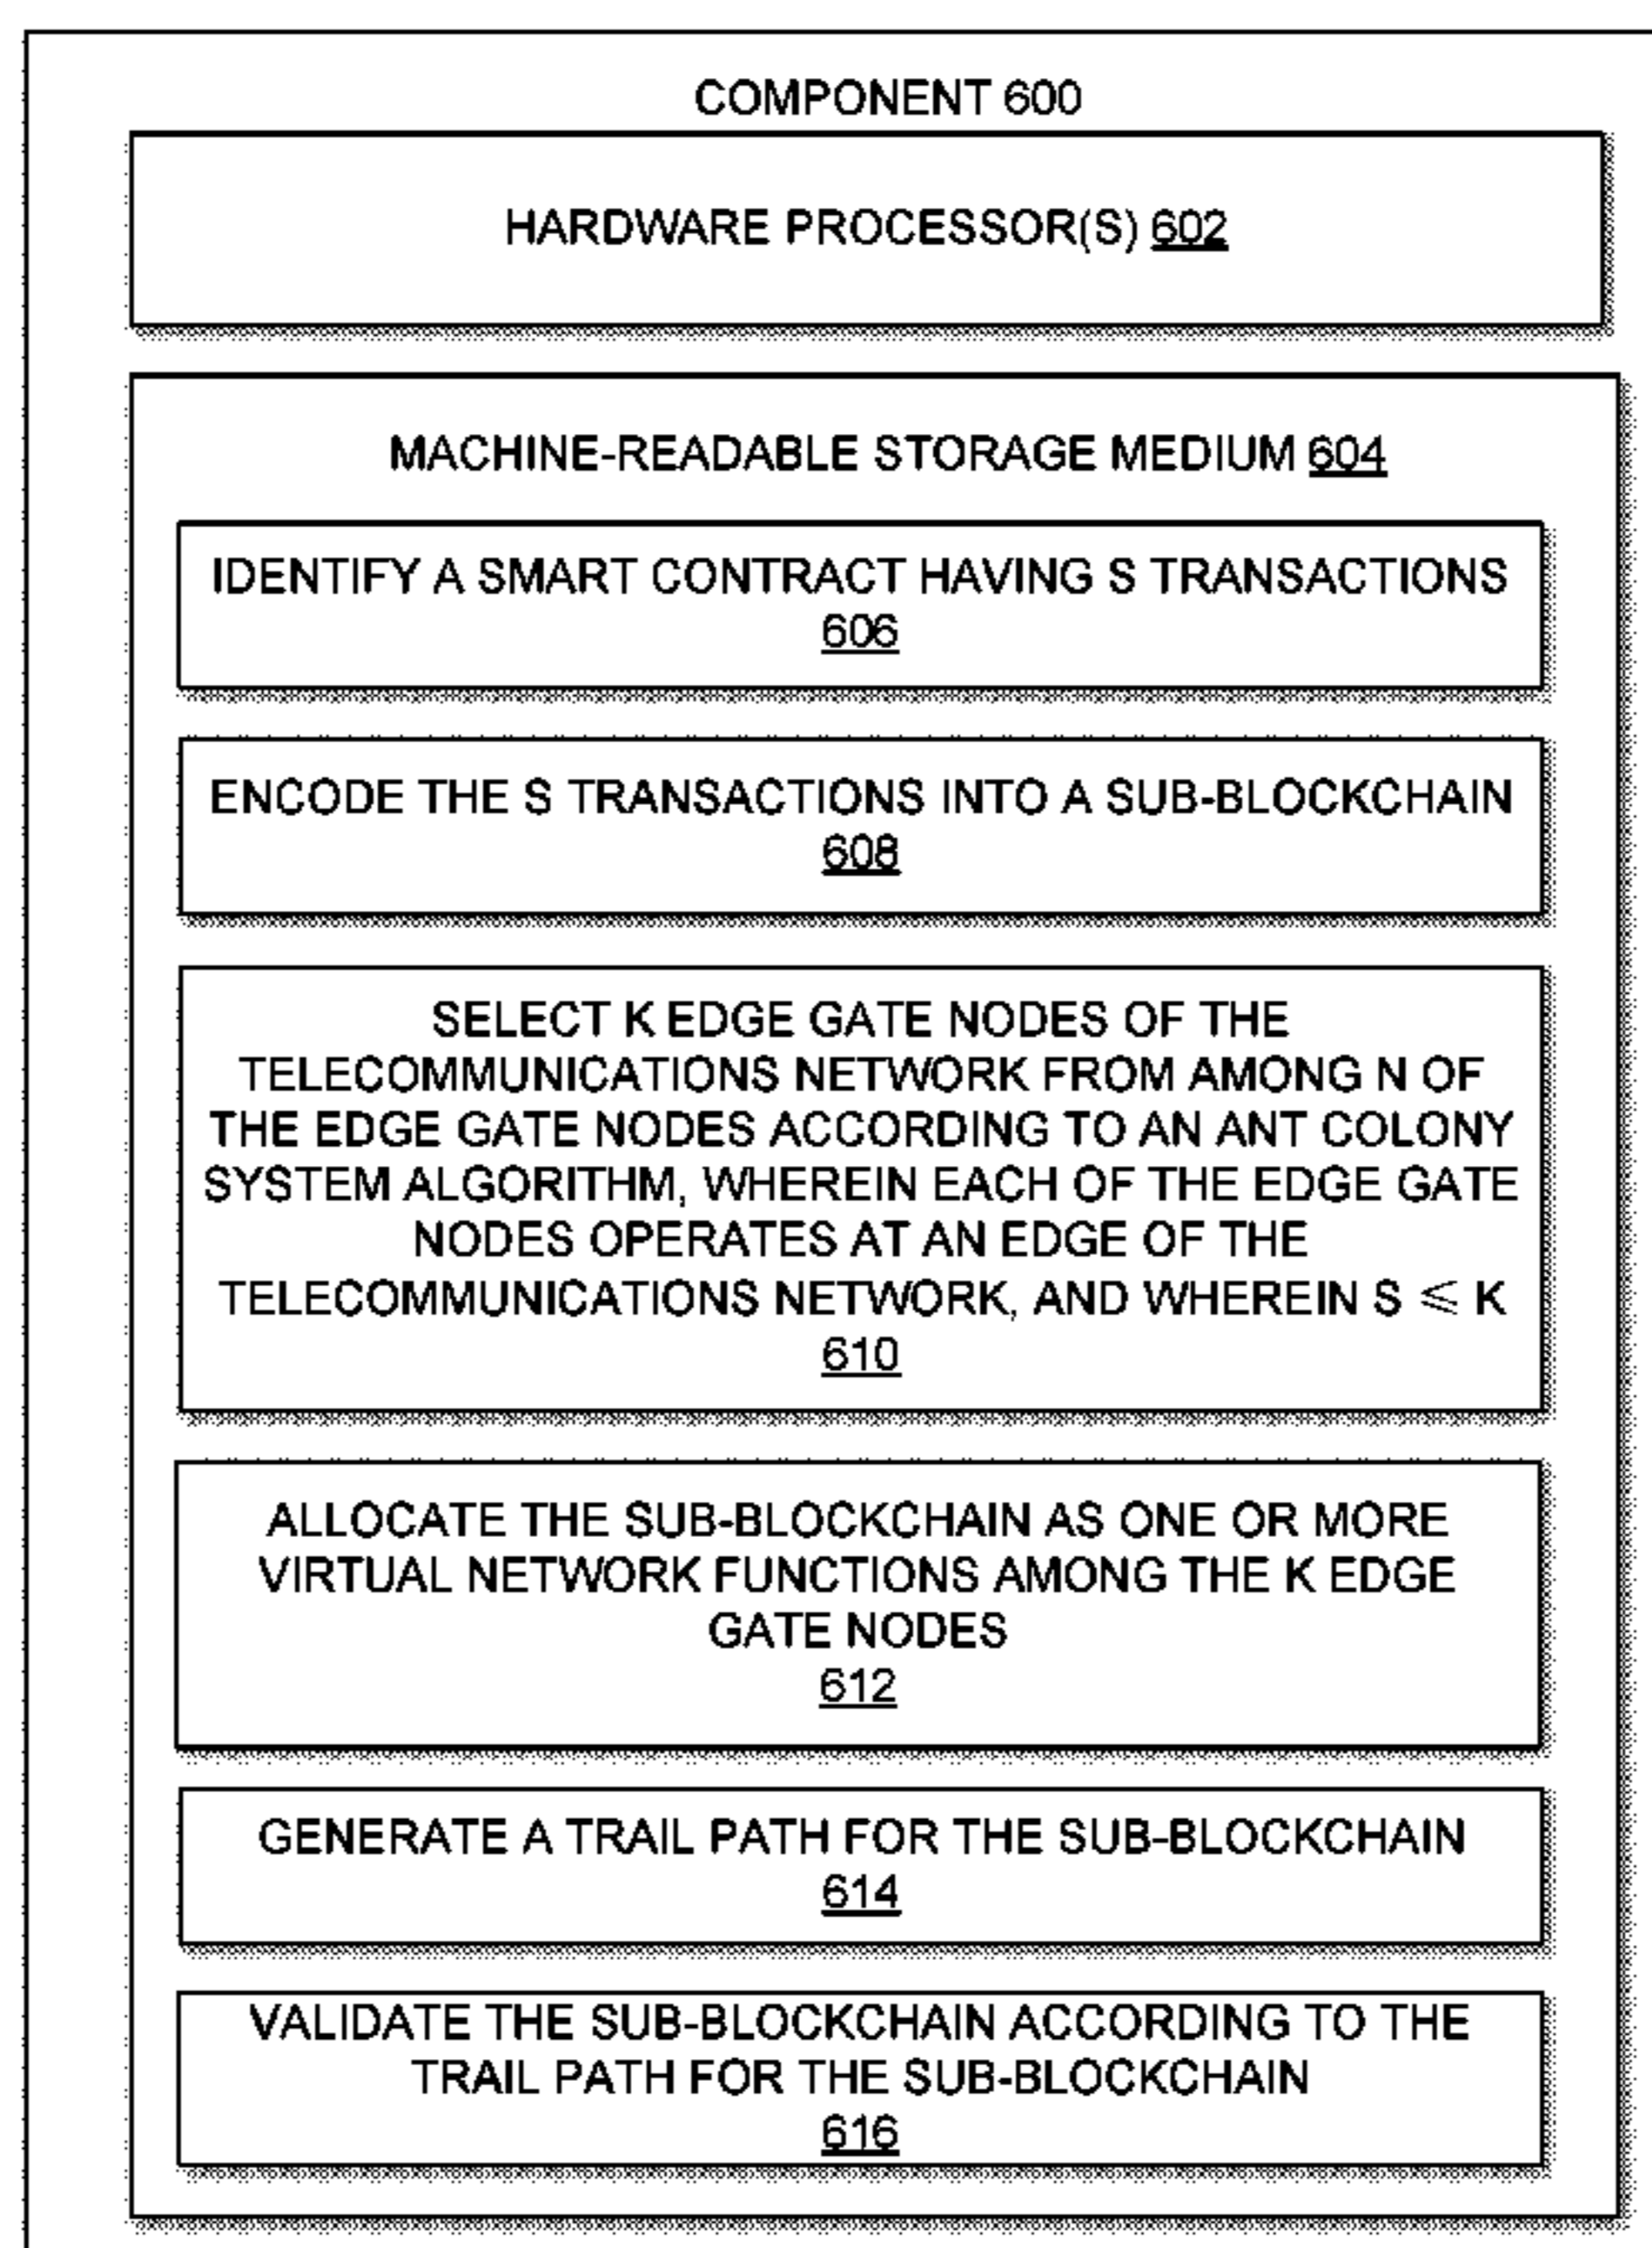 COMPONENT 600
HARDWARE PROCESSOR(S) 602
MACHINE-READABLE STORAGE MEDIUM 604
IDENTIFY A SMART CONTRACT HAVING S TRANSACTIONS
606
ENCODE THE S TRANSACTIONS INTO A SUB-BLOCKCHAIN
608
SELECT K EDGE GATE NODES OF THE
TELECOMMUNICATIONS NETWORK FROM AMONG N OF
THE EDGE GATE NODES ACCORDING TO AN ANT COLONY
SYSTEM ALGORITHM, WHEREIN EACH OF THE EDGE GATE
NODES OPERATES AT AN EDGE OF THE
TELECOMMUNICATIONS NETWORK, AND WHEREIN S ⩽ K
610
ALLOCATE THE SUB-BLOCKCHAIN AS ONE OR MORE
VIRTUAL NETWORK FUNCTIONS AMONG THE K EDGE
GATE NODES
612
GENERATE A TRAIL PATH FOR THE SUB-BLOCKCHAIN
614
VALIDATE THE SUB-BLOCKCHAIN ACCORDING TO THE
TRAIL PATH FOR THE SUB-BLOCKCHAIN
616